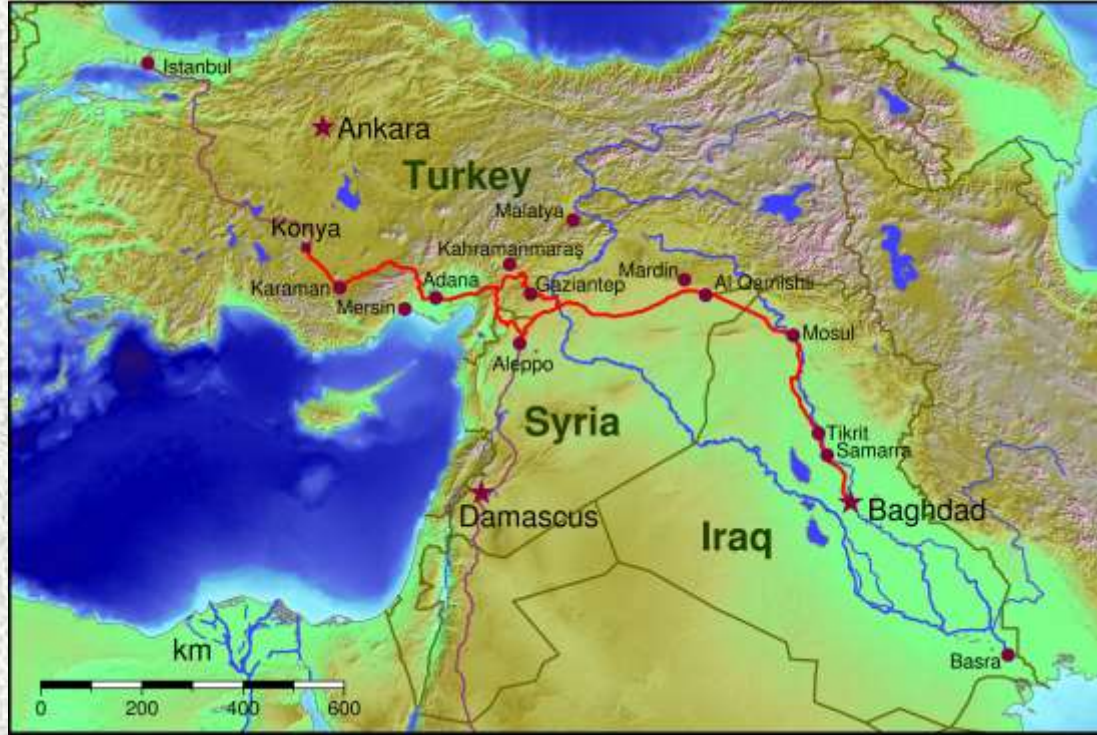 Istanbul
Ankara
Turkey
Malatya
Konya
Kahramanmaraş
Mardin
Al Qamishli
Karaman
Adana
Gaziantep
Mersin
Mosul
Aleppo
Syria
Tikrit
Samarra
Damascus
Baghdad
Iraq
km
Basra
0 200 400 600